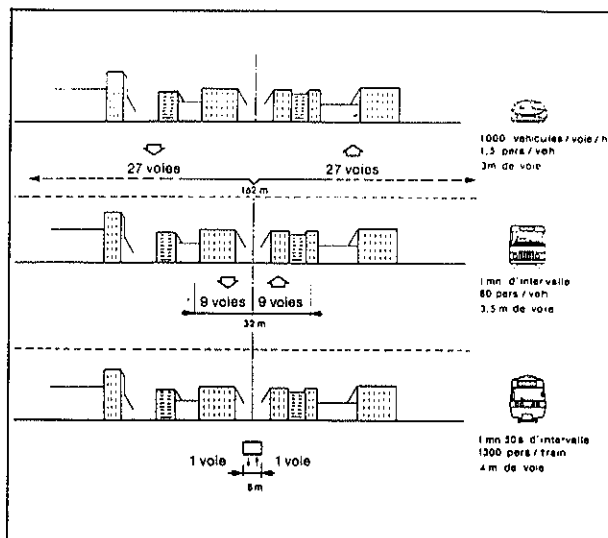 1000 véhicules/voie/h
1,5 pers/veh
3m de voie
27 voies
27 voies
162 m
1 mn d'intervalle
80 pers/veh
3,5 m de voie
9 voies
9 voies
32 m
1 mn 30s d'intervalle
1300 pers/train
4 m de voie
1 voie
1 voie
8 m